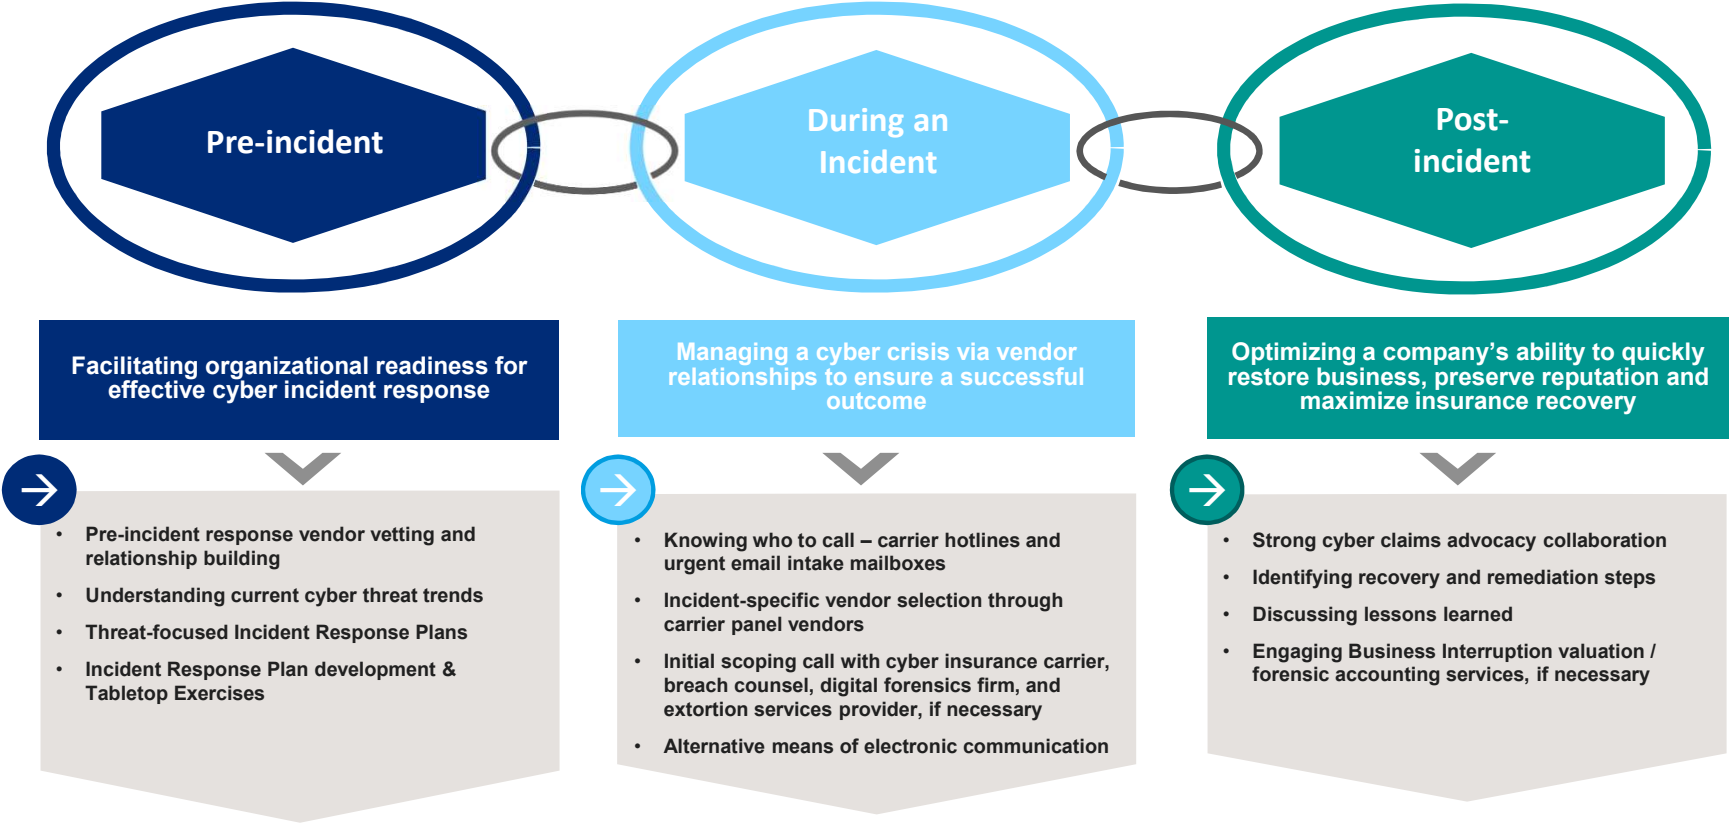 Pre-incident
During an
Incident
Post-
incident
Facilitating organizational readiness for
effective cyber incident response
Managing a cyber crisis via vendor
relationships to ensure a successful
outcome
Optimizing a company’s ability to quickly
restore business, preserve reputation and
maximize insurance recovery
• Pre-incident response vendor vetting and
relationship building
• Understanding current cyber threat trends
• Threat-focused Incident Response Plans
• Incident Response Plan development &
Tabletop Exercises
• Knowing who to call – carrier hotlines and
urgent email intake mailboxes
• Incident-specific vendor selection through
carrier panel vendors
• Initial scoping call with cyber insurance carrier,
breach counsel, digital forensics firm, and
extortion services provider, if necessary
• Alternative means of electronic communication
• Strong cyber claims advocacy collaboration
• Identifying recovery and remediation steps
• Discussing lessons learned
• Engaging Business Interruption valuation /
forensic accounting services, if necessary